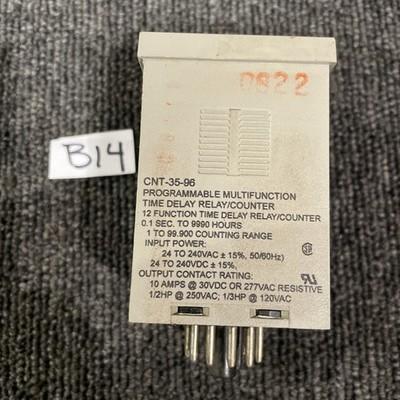 0822
B14
CNT-35-96
PROGRAMMABLE MULTIFUNCTION
TIME DELAY RELAY/COUNTER
12 FUNCTION TIME DELAY RELAY/COUNTER
0.1 SEC. TO 9990 HOURS
1 TO 99.900 COUNTING RANGE
INPUT POWER:
24 TO 240VAC ± 15%, 50/60Hz)
24 TO 240VDC ± 15%,
OUTPUT CONTACT RATING:
10 AMPS @ 30VDC OR 277VAC RESISTIVE
1/2HP @ 250VAC; 1/3HP @ 120VAC